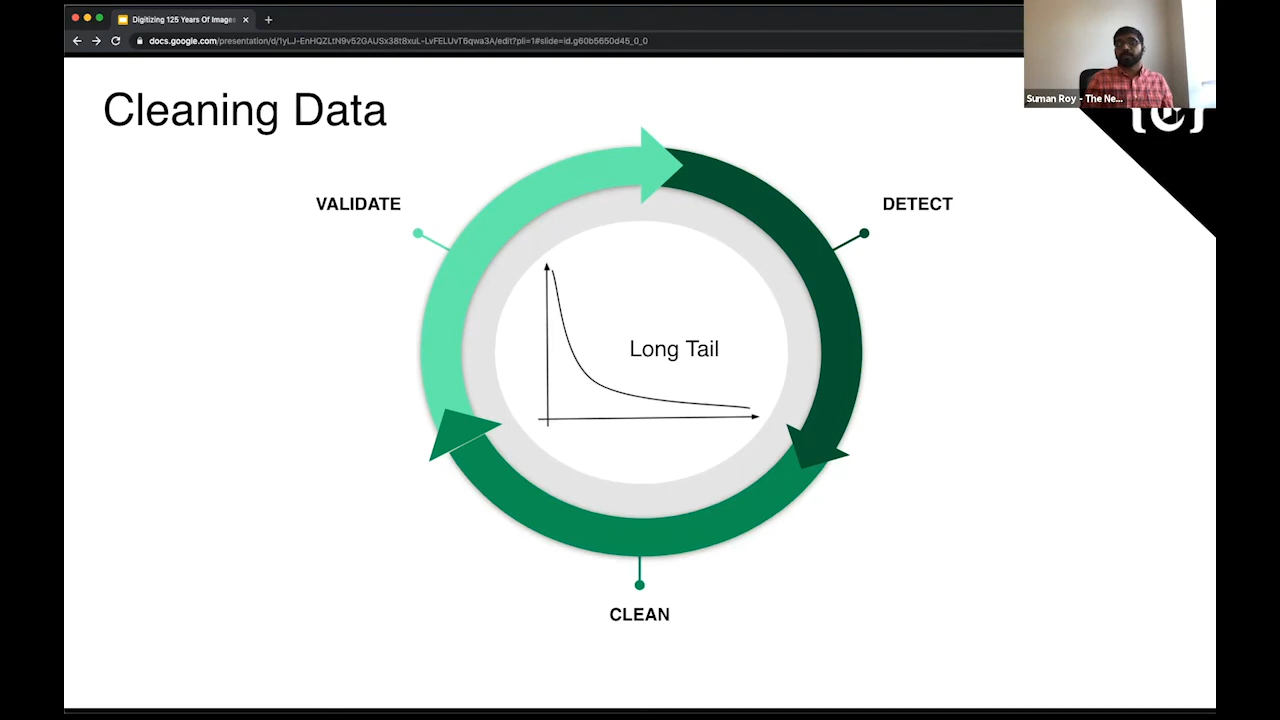 Digitizing 125 Years Of Images
docs.google.com/presentation/d/1yLJ-EnHQZLtN9v52GAUSx38t8xuL-LvFELUvT6qwa3A/edit?pli=1#slide=id.g60b5650d45_0_0
Suman Roy - The Ne...
Cleaning Data
VALIDATE
DETECT
Long Tail
CLEAN